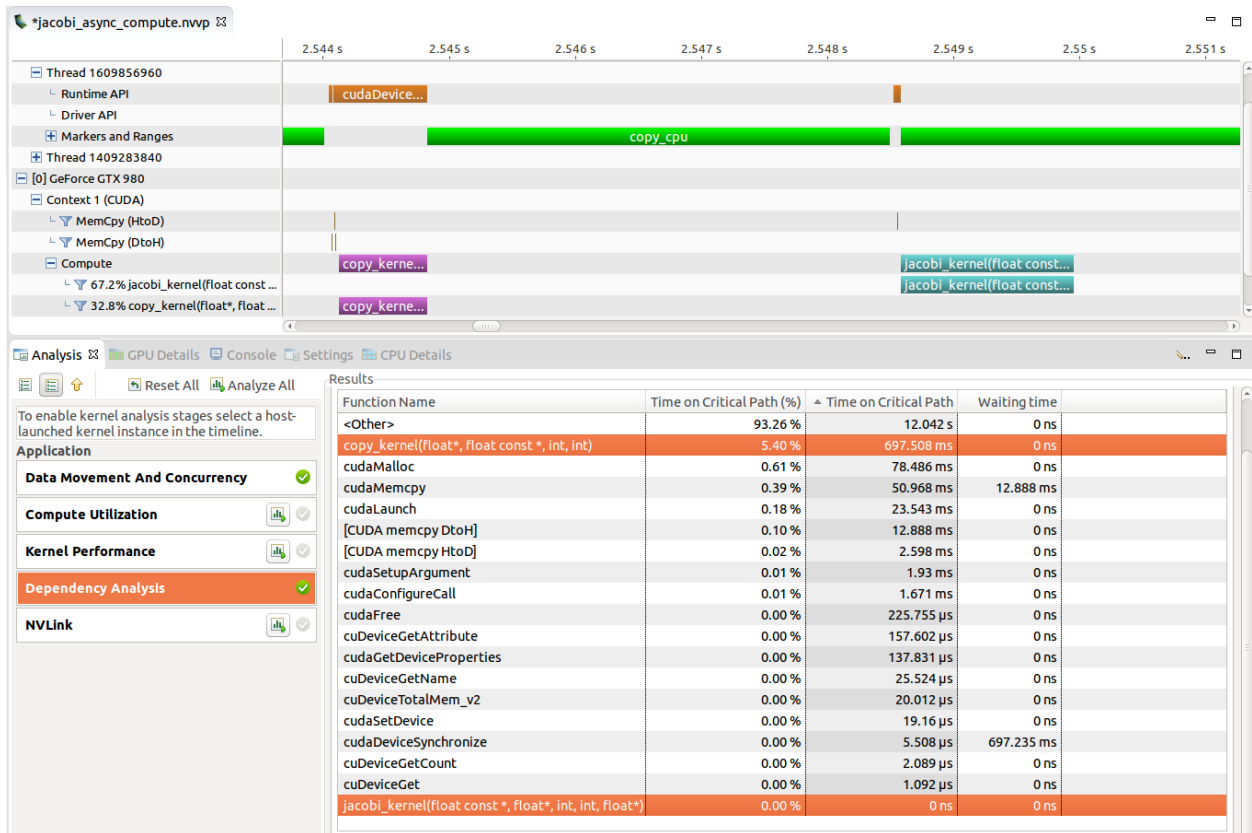 *jacobi_async_compute.nvvp
2.544 s 2.545 s 2.546 s 2.547 s 2.548 s 2.549 s 2.55 s 2.551 s
Thread 1609856960
Runtime API cudaDevice...
Driver API
Markers and Ranges copy_cpu
Thread 1409283840
[0] GeForce GTX 980
Context 1 (CUDA)
MemCpy (HtoD)
MemCpy (DtoH)
Compute copy_kerne... jacobi_kernel(float const...
67.2% jacobi_kernel(float const ... jacobi_kernel(float const...
32.8% copy_kernel(float*, float ... copy_kerne...
Analysis GPU Details Console Settings CPU Details
Reset All Analyze All
To enable kernel analysis stages select a host-
launched kernel instance in the timeline.
Application
Data Movement And Concurrency
Compute Utilization
Kernel Performance
Dependency Analysis
NVLink
Results
Function Name Time on Critical Path (%) Time on Critical Path Waiting time
<Other> 93.26 % 12.042 s 0 ns
copy_kernel(float*, float const *, int, int) 5.40 % 697.508 ms 0 ns
cudaMalloc 0.61 % 78.486 ms 0 ns
cudaMemcpy 0.39 % 50.968 ms 12.888 ms
cudaLaunch 0.18 % 23.543 ms 0 ns
[CUDA memcpy DtoH] 0.10 % 12.888 ms 0 ns
[CUDA memcpy HtoD] 0.02 % 2.598 ms 0 ns
cudaSetupArgument 0.01 % 1.93 ms 0 ns
cudaConfigureCall 0.01 % 1.671 ms 0 ns
cudaFree 0.00 % 225.755 µs 0 ns
cuDeviceGetAttribute 0.00 % 157.602 µs 0 ns
cudaGetDeviceProperties 0.00 % 137.831 µs 0 ns
cuDeviceGetName 0.00 % 25.524 µs 0 ns
cuDeviceTotalMem_v2 0.00 % 20.012 µs 0 ns
cudaSetDevice 0.00 % 19.16 µs 0 ns
cudaDeviceSynchronize 0.00 % 5.508 µs 697.235 ms
cuDeviceGetCount 0.00 % 2.089 µs 0 ns
cuDeviceGet 0.00 % 1.092 µs 0 ns
jacobi_kernel(float const *, float*, int, int, float*) 0.00 % 0 ns 0 ns